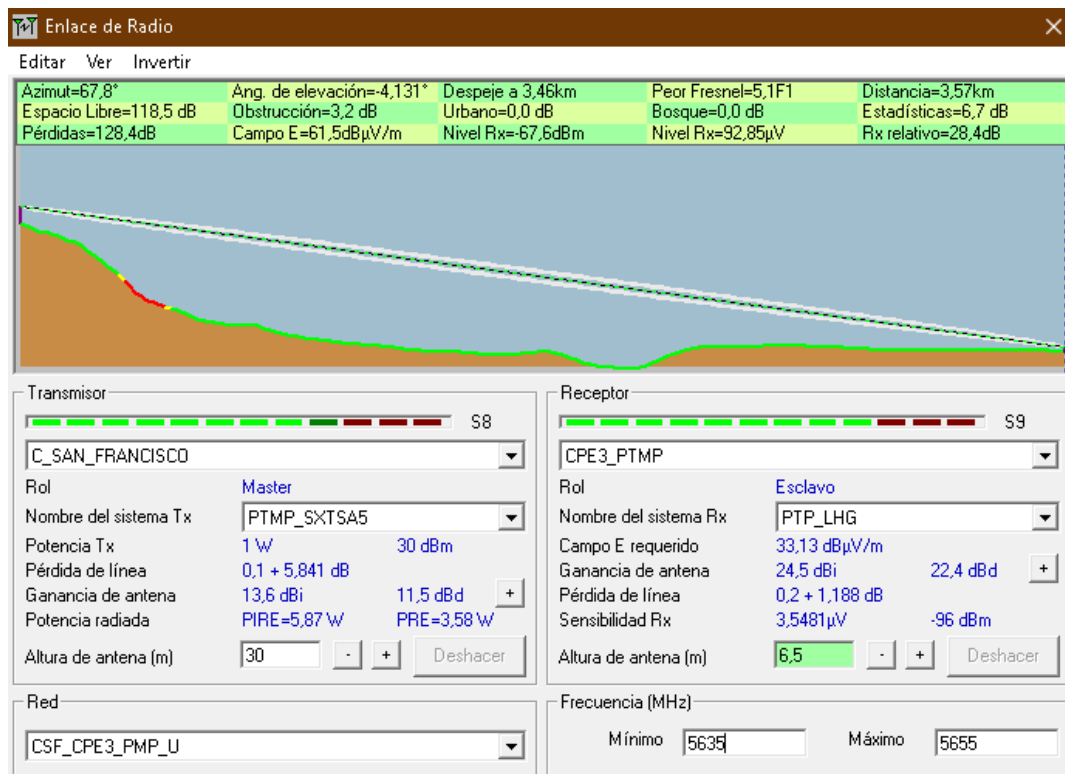 Enlace de Radio
Editar Ver Invertir
Azimut=67,8° Ang. de elevación=-4,131° Despeje a 3,46km Peor Fresnel=5,1F1 Distancia=3,57km
Espacio Libre=118,5 dB Obstrucción=3,2 dB Urbano=0,0 dB Bosque=0,0 dB Estadísticas=6,7 dB
Pérdidas=128,4dB Campo E=61,5dBµV/m Nivel Rx=-67,6dBm Nivel Rx=92,85µV Rx relativo=28,4dB
Transmisor
S8
C_SAN_FRANCISCO
Rol Master
Nombre del sistema Tx PTMP_SXTSA5
Potencia Tx 1 W 30 dBm
Pérdida de línea 0,1 + 5,841 dB
Ganancia de antena 13,6 dBi 11,5 dBd +
Potencia radiada PIRE=5,87 W PRE=3,58 W
Altura de antena (m) 30 - + Deshacer
Receptor
S9
CPE3_PTMP
Rol Esclavo
Nombre del sistema Rx PTP_LHG
Campo E requerido 33,13 dBµV/m
Ganancia de antena 24,5 dBi 22,4 dBd +
Pérdida de línea 0,2 + 1,188 dB
Sensibilidad Rx 3,5481µV -96 dBm
Altura de antena (m) 6,5 - + Deshacer
Red
CSF_CPE3_PMP_U
Frecuencia (MHz)
Mínimo 5635 Máximo 5655